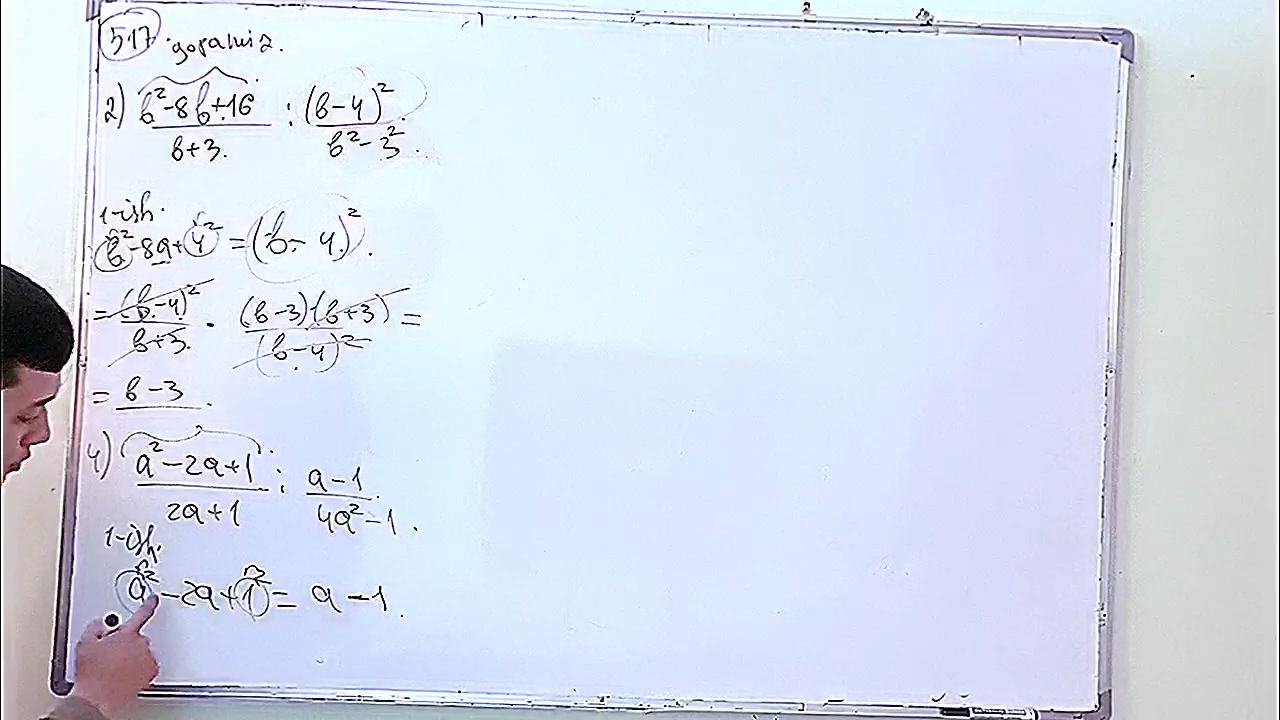 517
2) b²-8b+16 / b+3. : (b-4)² / b²-3².
1-ish.
b²-8a+4² = (b-4)².
= (b-4)² / b+3. · (b-3)(b+3) / (b-4)² =
= b-3.
4) a²-2a+1 / 2a+1 : a-1 / 4a²-1.
1-ish.
a²-2a+1² = a-1.